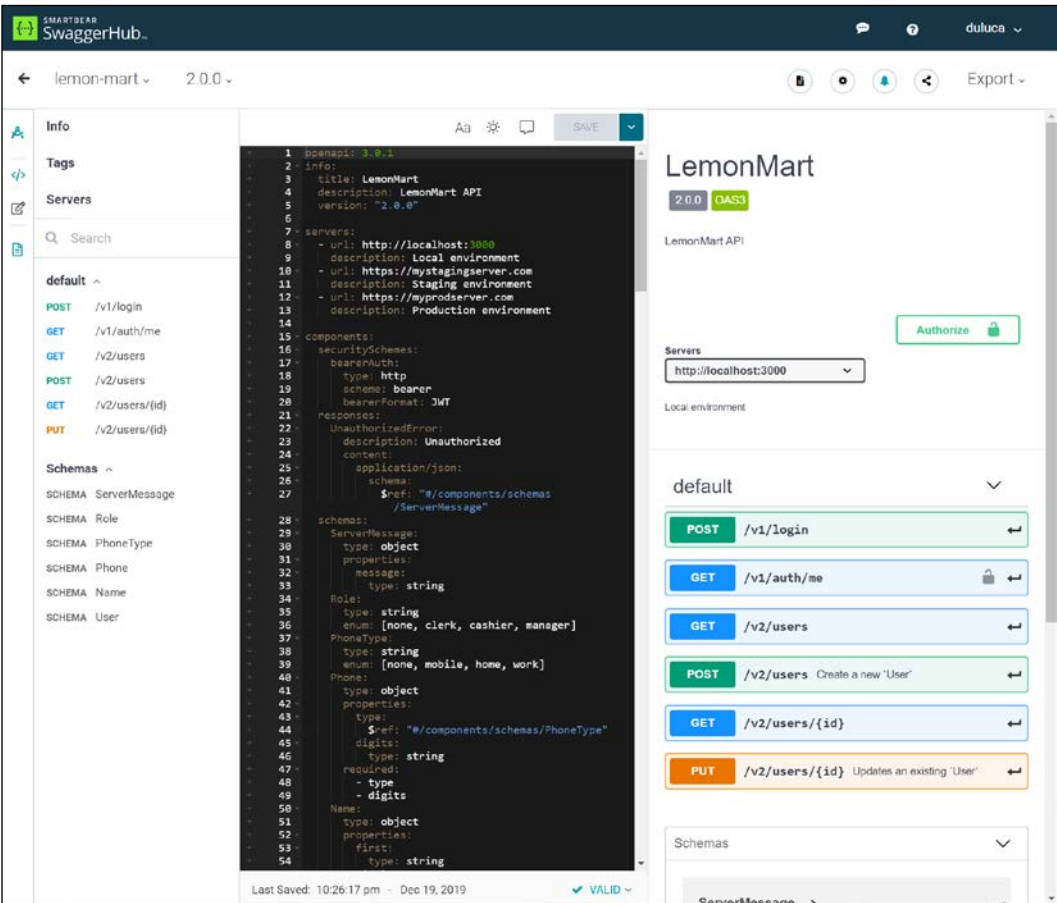 SMARTBEAR
SwaggerHub
duluca
lemon-mart
2.0.0
Export
Info
Tags
Servers
Search
default
POST /v1/login
GET /v1/auth/me
GET /v2/users
POST /v2/users
GET /v2/users/{id}
PUT /v2/users/{id}
Schemas
SCHEMA ServerMessage
SCHEMA Role
SCHEMA PhoneType
SCHEMA Phone
SCHEMA Name
SCHEMA User
Aa SAVE
1 openapi: 3.0.1
2 info:
3 title: LemonMart
4 description: LemonMart API
5 version: "2.0.0"
6
7 servers:
8 - url: http://localhost:3000
9 description: Local environment
10 - url: https://mystagingserver.com
11 description: Staging environment
12 - url: https://myprodserver.com
13 description: Production environment
14
15 components:
16 securitySchemes:
17 bearerAuth:
18 type: http
19 scheme: bearer
20 bearerFormat: JWT
21 responses:
22 UnauthorizedError:
23 description: Unauthorized
24 content:
25 application/json:
26 schema:
27 $ref: "#/components/schemas
/ServerMessage"
28 schemas:
29 ServerMessage:
30 type: object
31 properties:
32 message:
33 type: string
34 Role:
35 type: string
36 enum: [none, clerk, cashier, manager]
37 PhoneType:
38 type: string
39 enum: [none, mobile, home, work]
40 Phone:
41 type: object
42 properties:
43 type:
44 $ref: "#/components/schemas/PhoneType"
45 digits:
46 type: string
47 required:
48 - type
49 - digits
50 Name:
51 type: object
52 properties:
53 first:
54 type: string
Last Saved: 10:26:17 pm - Dec 19, 2019
VALID
LemonMart
2.0.0 OAS3
LemonMart API
Authorize
Servers
http://localhost:3000
Local environment
default
POST /v1/login
GET /v1/auth/me
GET /v2/users
POST /v2/users Create a new `User`
GET /v2/users/{id}
PUT /v2/users/{id} Updates an existing `User`
Schemas
ServerMessage